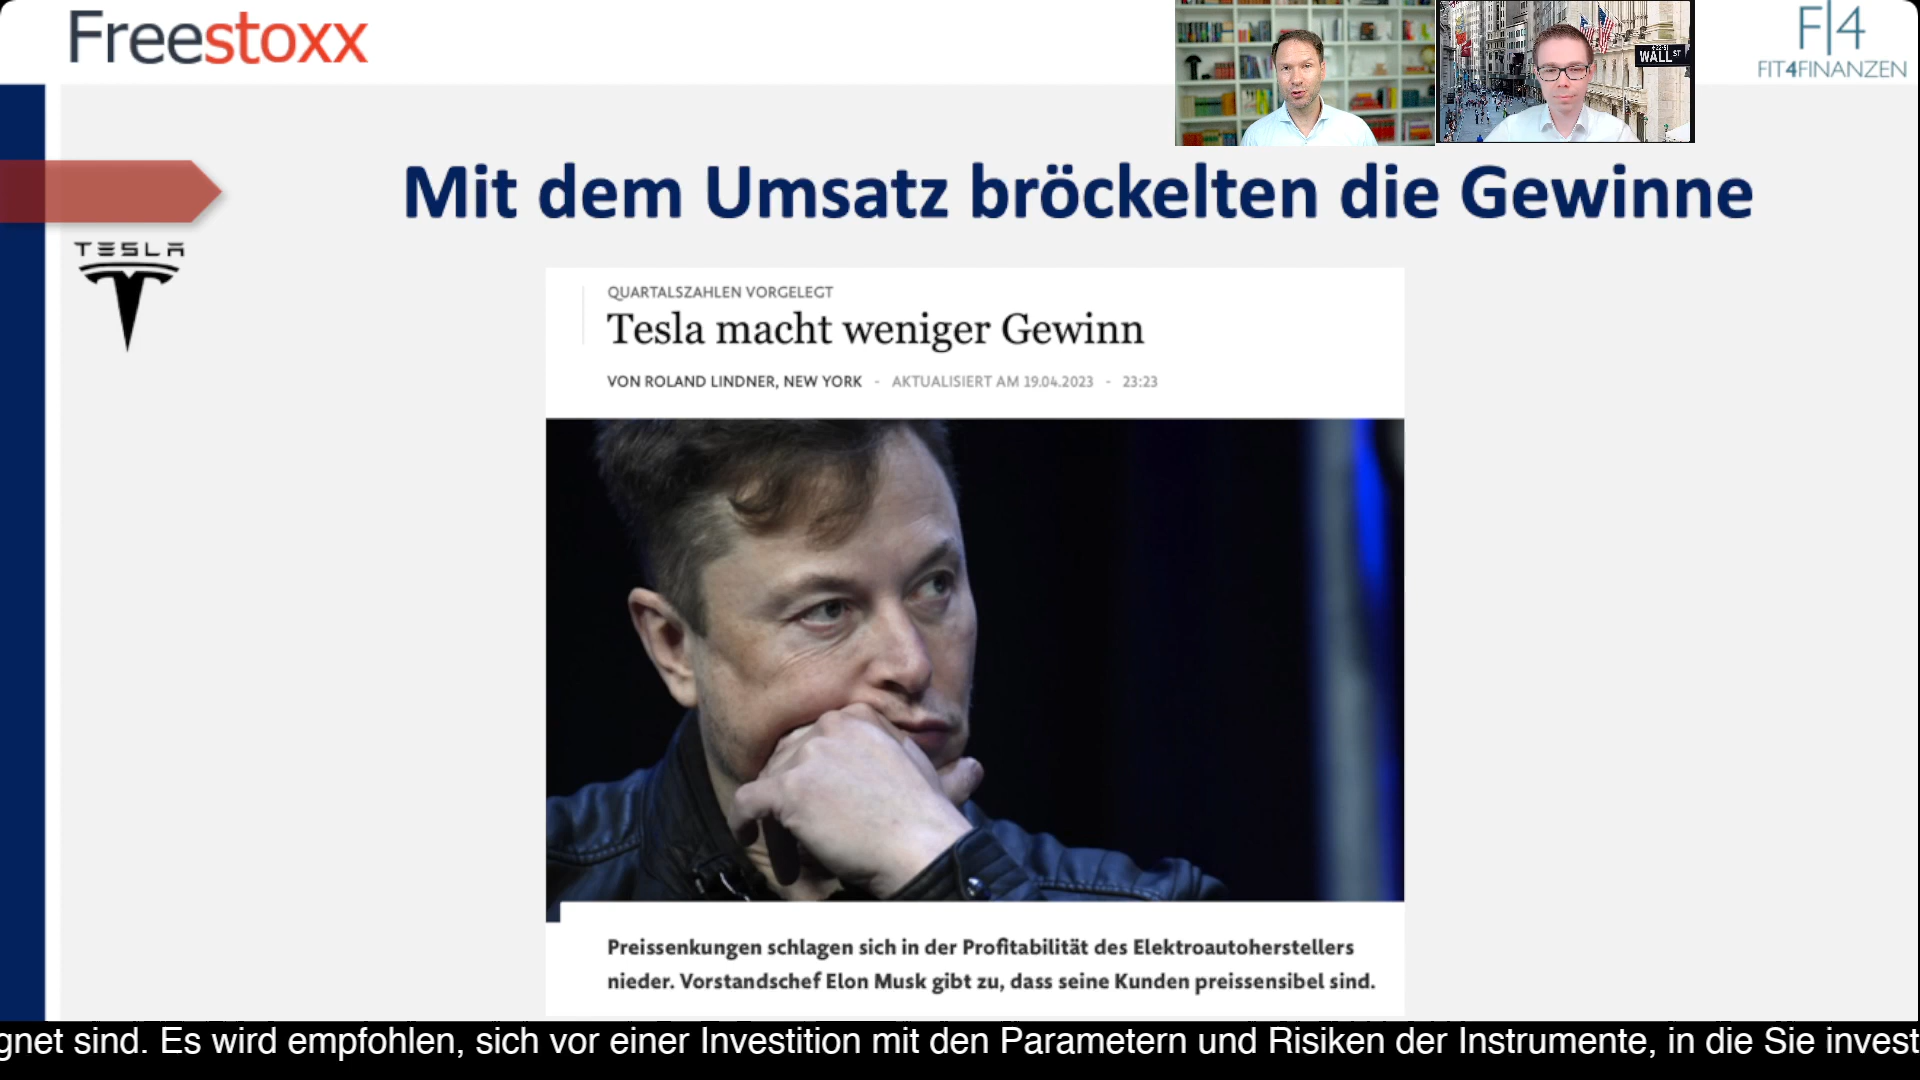 Freestoxx
WALL ST
F|4
FIT4FINANZEN
Mit dem Umsatz bröckelten die Gewinne
TESLA
QUARTALSZAHLEN VORGELEGT
Tesla macht weniger Gewinn
VON ROLAND LINDNER, NEW YORK - AKTUALISIERT AM 19.04.2023 - 23:23
Preissenkungen schlagen sich in der Profitabilität des Elektroautoherstellers
nieder. Vorstandschef Elon Musk gibt zu, dass seine Kunden preissensibel sind.
gnet sind. Es wird empfohlen, sich vor einer Investition mit den Parametern und Risiken der Instrumente, in die Sie invest